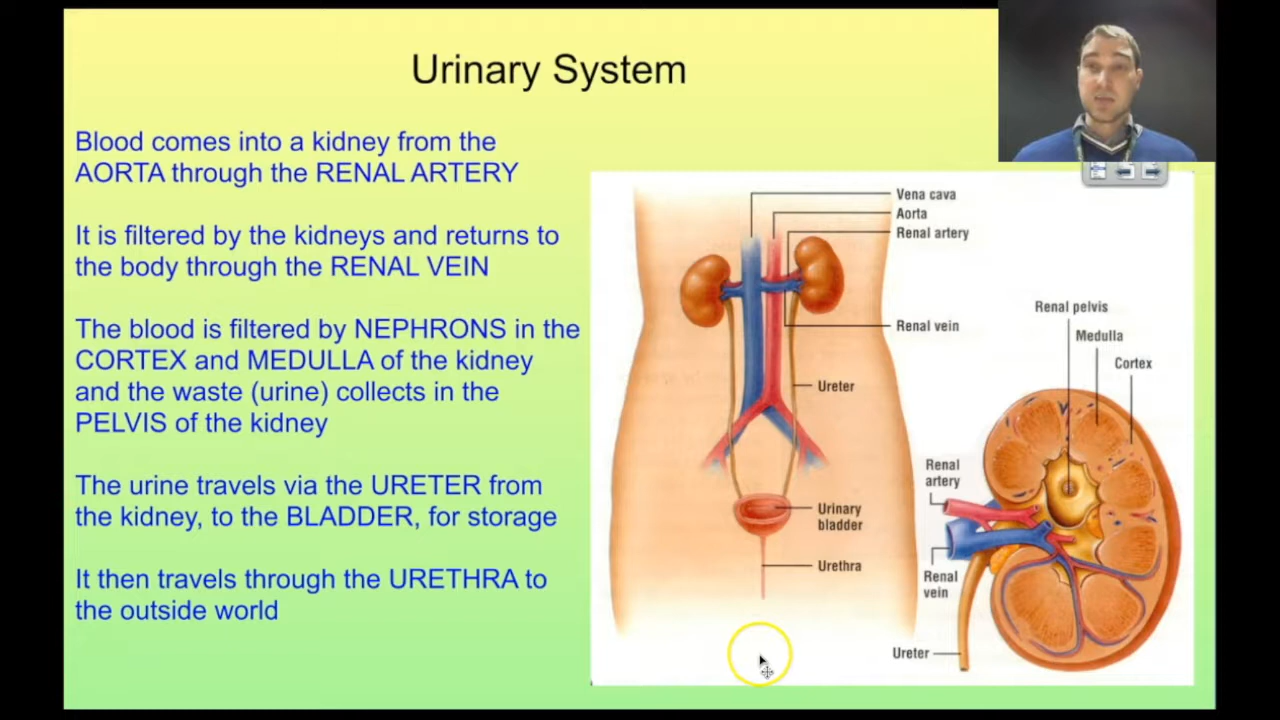 Urinary System
Blood comes into a kidney from the
AORTA through the RENAL ARTERY
It is filtered by the kidneys and returns to
the body through the RENAL VEIN
The blood is filtered by NEPHRONS in the
CORTEX and MEDULLA of the kidney
and the waste (urine) collects in the
PELVIS of the kidney
The urine travels via the URETER from
the kidney, to the BLADDER, for storage
It then travels through the URETHRA to
the outside world
Vena cava
Aorta
Renal artery
Renal vein
Ureter
Urinary
bladder
Urethra
Renal pelvis
Medulla
Cortex
Renal
artery
Renal
vein
Ureter